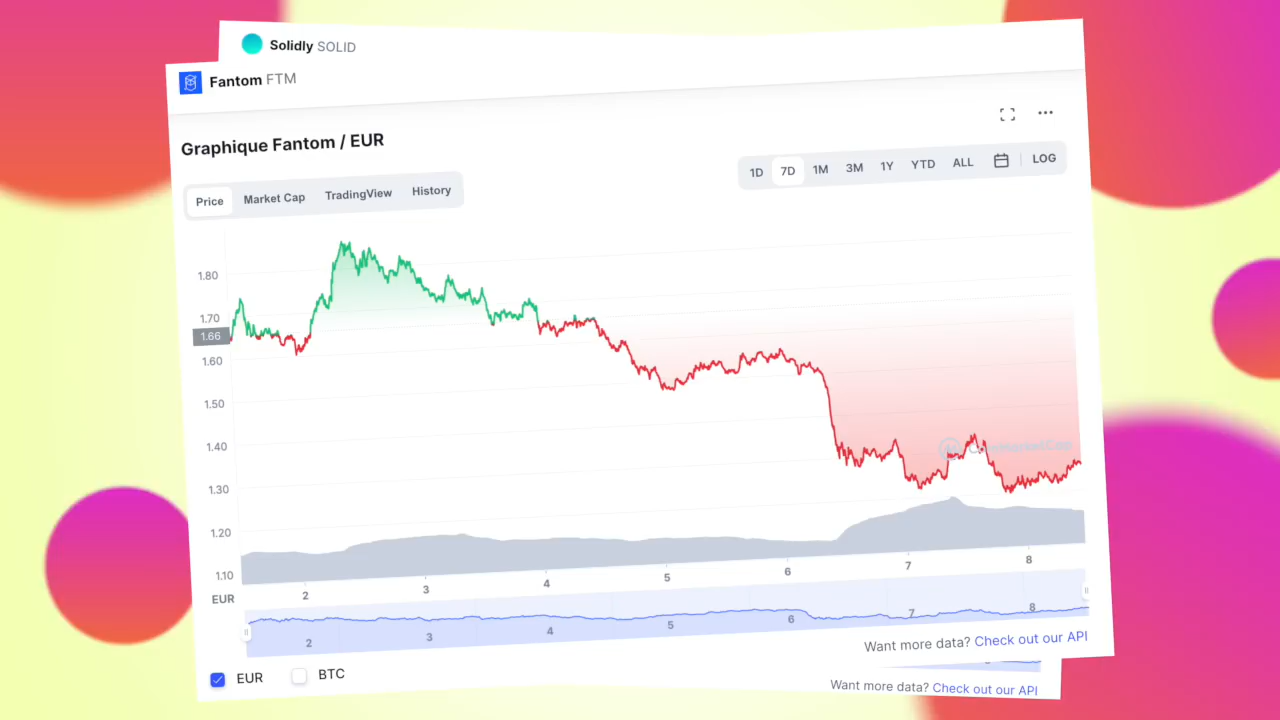 Solidly SOLID
Fantom FTM
Graphique Fantom / EUR
Price Market Cap TradingView History
1D 7D 1M 3M 1Y YTD ALL LOG
1.80
1.70
1.66
1.60
1.50
1.40
CoinMarketCap
1.30
1.20
1.10
EUR
2 3 4 5 6 7 8
2 3 4 5 6 7 8
Want more data? Check out our API
EUR BTC
Want more data? Check out our API